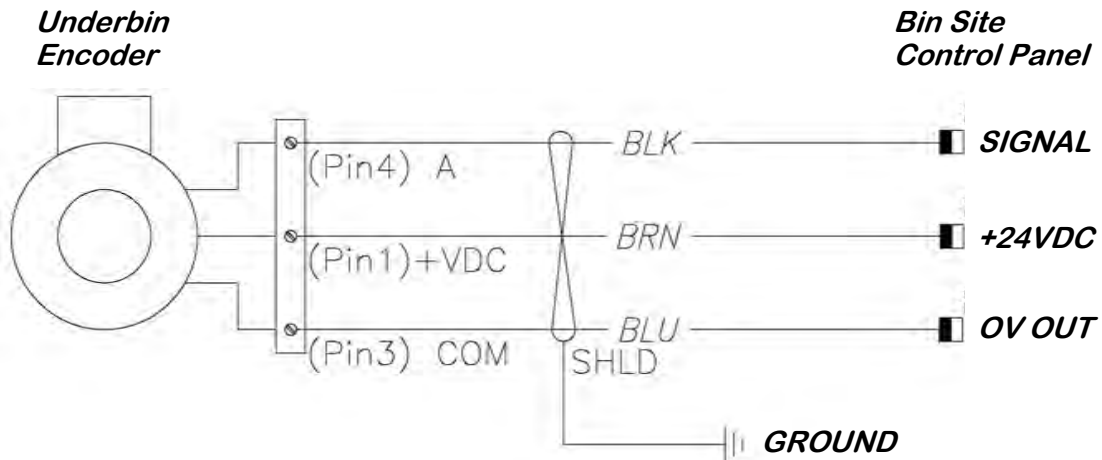 Underbin
Encoder
Bin Site
Control Panel
(Pin4) A
BLK
SIGNAL
(Pin1)+VDC
BRN
+24VDC
(Pin3) COM
BLU
OV OUT
SHLD
GROUND